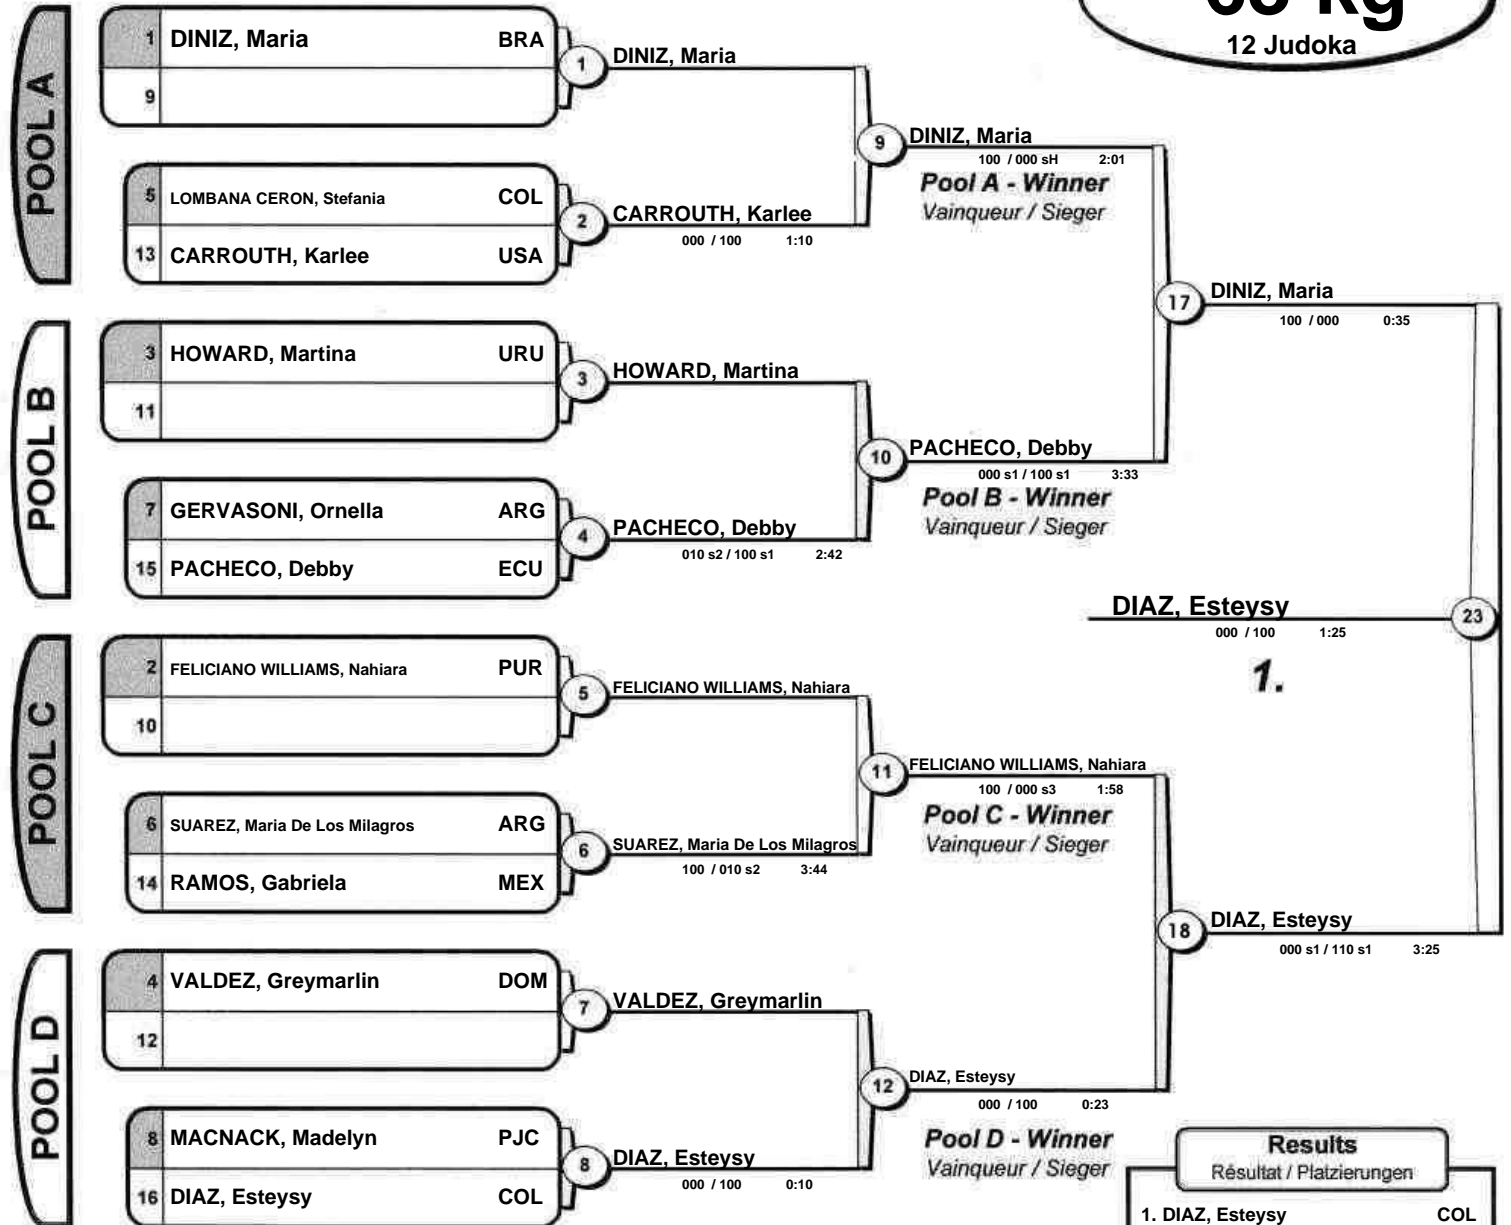 kg
12 Judoka
POOL A
1 DINIZ, Maria BRA
9
1 DINIZ, Maria
5 LOMBANA CERON, Stefania COL
13 CARROUTH, Karlee USA
2 CARROUTH, Karlee
000 / 100 1:10
9 DINIZ, Maria
100 / 000 sH 2:01
Pool A - Winner
Vainqueur / Sieger
POOL B
3 HOWARD, Martina URU
11
3 HOWARD, Martina
7 GERVASONI, Ornella ARG
15 PACHECO, Debby ECU
4 PACHECO, Debby
010 s2 / 100 s1 2:42
10 PACHECO, Debby
000 s1 / 100 s1 3:33
Pool B - Winner
Vainqueur / Sieger
17 DINIZ, Maria
100 / 000 0:35
DIAZ, Esteysy 23
000 / 100 1:25
1.
POOL C
2 FELICIANO WILLIAMS, Nahiara PUR
10
5 FELICIANO WILLIAMS, Nahiara
6 SUAREZ, Maria De Los Milagros ARG
14 RAMOS, Gabriela MEX
6 SUAREZ, Maria De Los Milagros
100 / 010 s2 3:44
11 FELICIANO WILLIAMS, Nahiara
100 / 000 s3 1:58
Pool C - Winner
Vainqueur / Sieger
POOL D
4 VALDEZ, Greymarlin DOM
12
7 VALDEZ, Greymarlin
8 MACNACK, Madelyn PJC
16 DIAZ, Esteysy COL
8 DIAZ, Esteysy
000 / 100 0:10
12 DIAZ, Esteysy
000 / 100 0:23
Pool D - Winner
Vainqueur / Sieger
18 DIAZ, Esteysy
000 s1 / 110 s1 3:25
Results
Résultat / Platzierungen
1. DIAZ, Esteysy COL